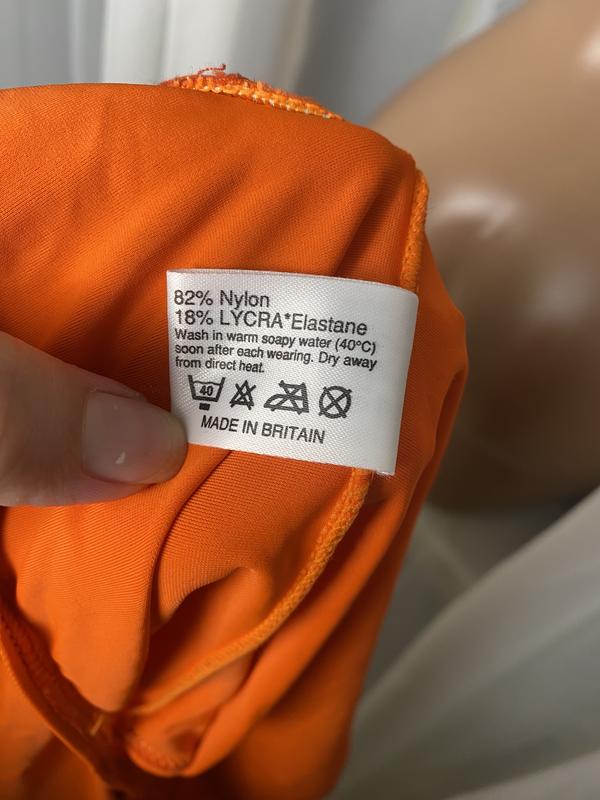 82% Nylon
18% LYCRA*Elastane
Wash in warm soapy water (40°C)
soon after each wearing. Dry away
from direct heat.
40
MADE IN BRITAIN